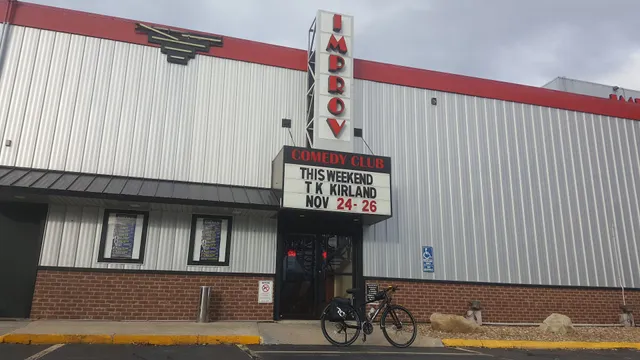 IMPROV
COMEDY CLUB
THIS WEEKEND
T K KIRLAND
NOV 24-26